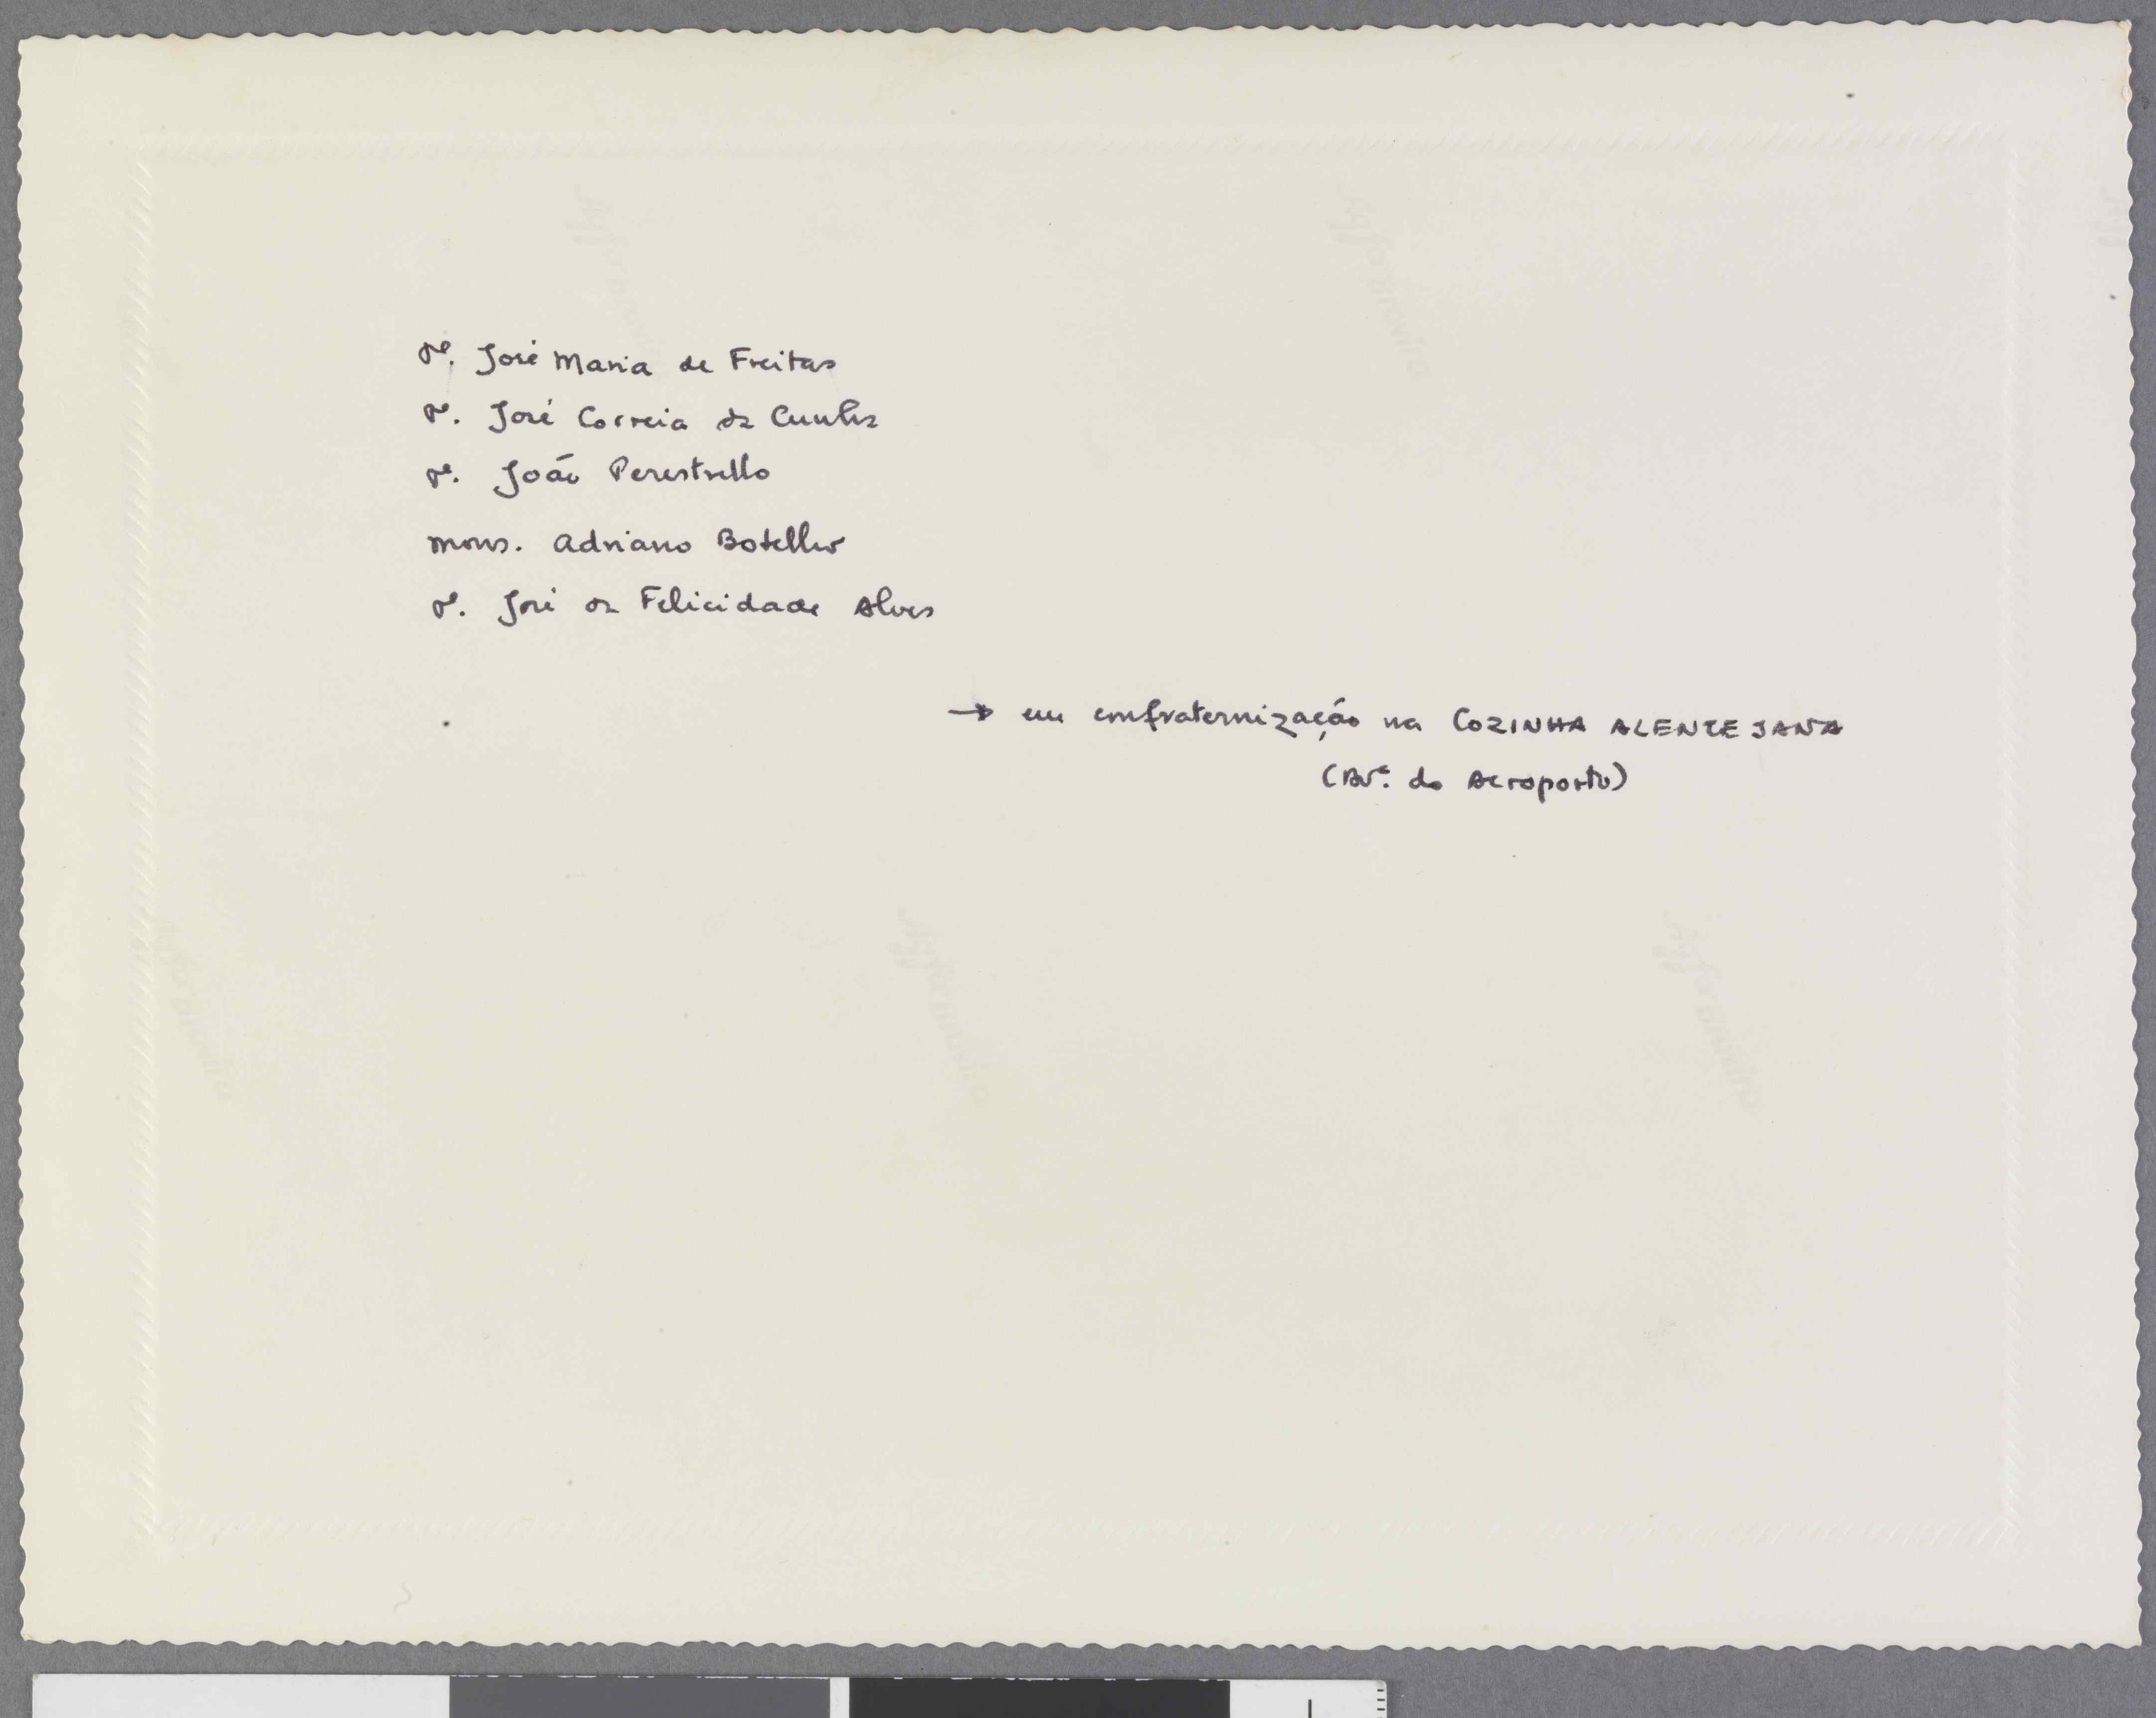 Pe. José Maria de Freitas
Pe. José Correia da Cunha
Pe. João Perestrello
Mons. Adriano Botelho
Pe. José da Felicidade Alves
→ em confraternização na COZINHA ALENTEJANA
(Avª. do Aeroporto)